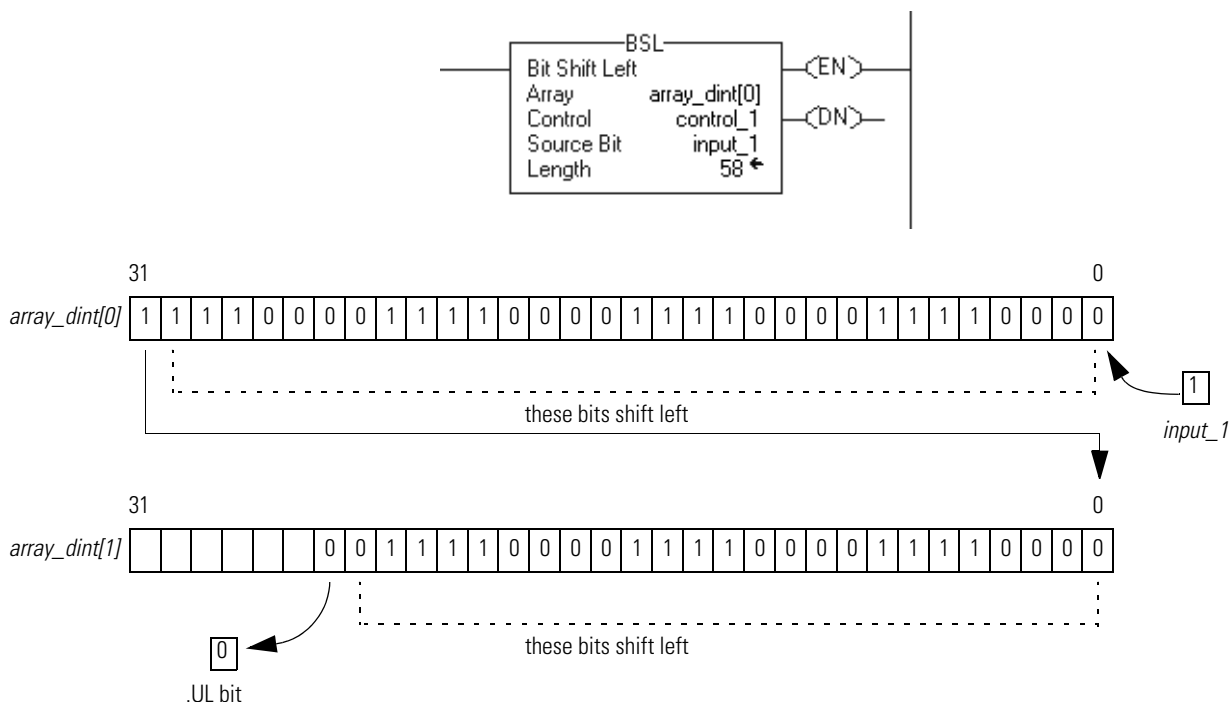 BSL
Bit Shift Left
Array array_dint[0]
Control control_1
Source Bit input_1
Length 58
EN
DN
31 0
array_dint[0] 1 1 1 1 0 0 0 0 1 1 1 1 0 0 0 0 1 1 1 1 0 0 0 0 1 1 1 1 0 0 0 0
these bits shift left
1
input_1
31 0
array_dint[1] 0 0 1 1 1 1 0 0 0 0 1 1 1 1 0 0 0 0 1 1 1 1 0 0 0 0
these bits shift left
0
.UL bit